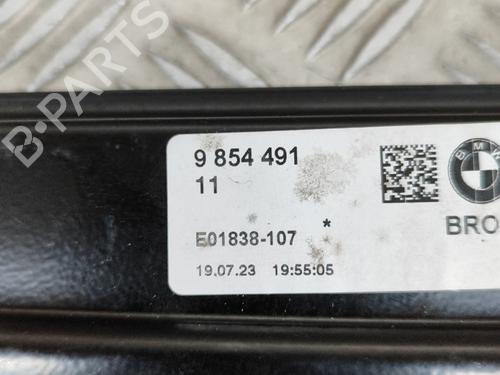 B-PARTS
9 854 491
11
E01838-107 *
19.07.23 19:55:05
BMW
BRO